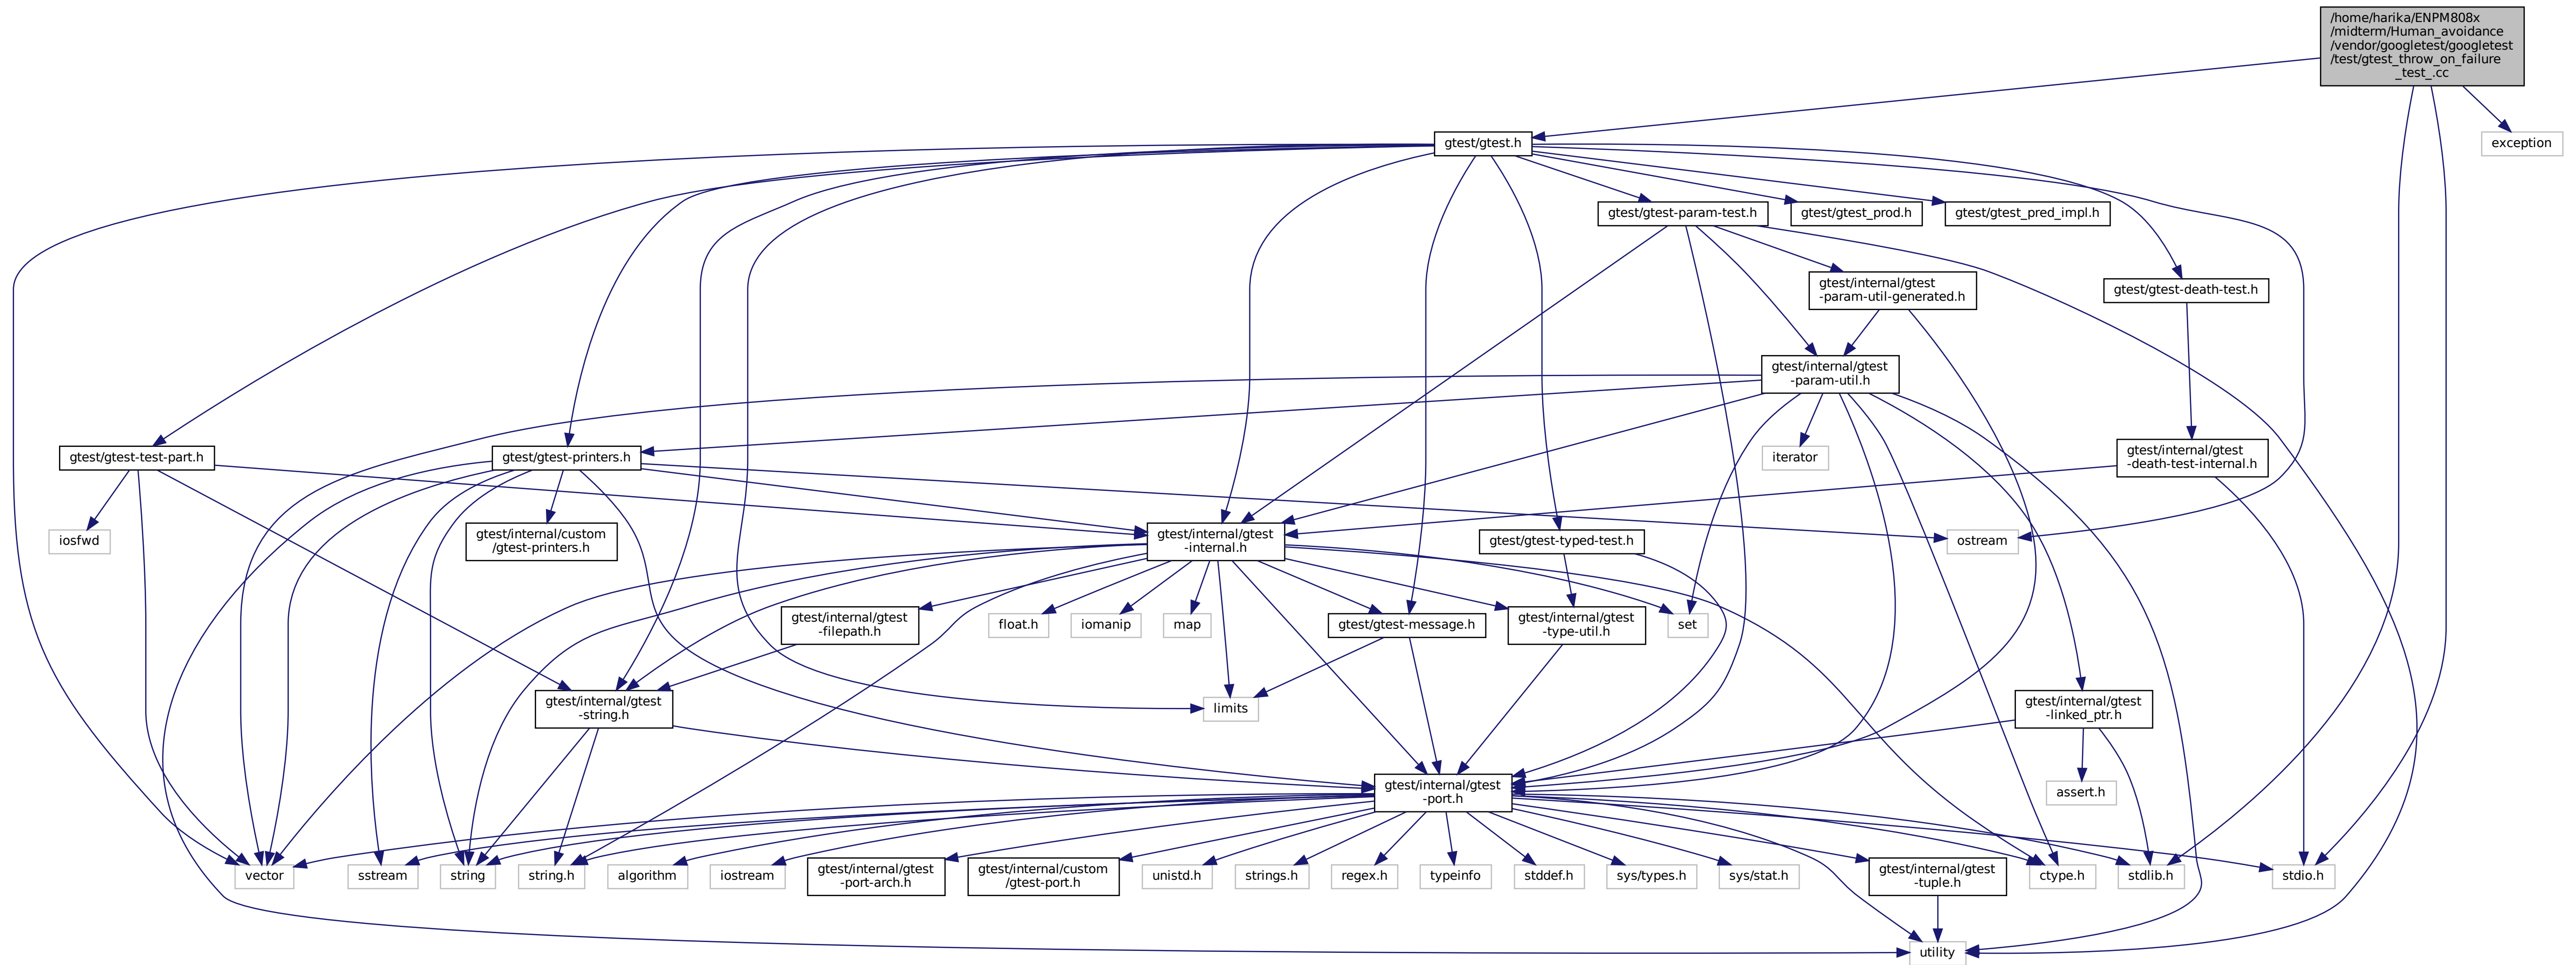 /home/harika/ENPM808x
/midterm/Human_avoidance
/vendor/googletest/googletest
/test/gtest_throw_on_failure
_test_.cc
gtest/gtest.h
exception
gtest/gtest-param-test.h
gtest/gtest_prod.h
gtest/gtest_pred_impl.h
gtest/internal/gtest
-param-util-generated.h
gtest/gtest-death-test.h
gtest/internal/gtest
-param-util.h
gtest/gtest-test-part.h
gtest/gtest-printers.h
iterator
gtest/internal/gtest
-death-test-internal.h
iosfwd
gtest/internal/custom
/gtest-printers.h
gtest/internal/gtest
-internal.h
gtest/gtest-typed-test.h
ostream
gtest/internal/gtest
-filepath.h
float.h
iomanip
map
gtest/gtest-message.h
gtest/internal/gtest
-type-util.h
set
gtest/internal/gtest
-string.h
limits
gtest/internal/gtest
-linked_ptr.h
gtest/internal/gtest
-port.h
assert.h
vector
sstream
string
string.h
algorithm
iostream
gtest/internal/gtest
-port-arch.h
gtest/internal/custom
/gtest-port.h
unistd.h
strings.h
regex.h
typeinfo
stddef.h
sys/types.h
sys/stat.h
gtest/internal/gtest
-tuple.h
ctype.h
stdlib.h
stdio.h
utility